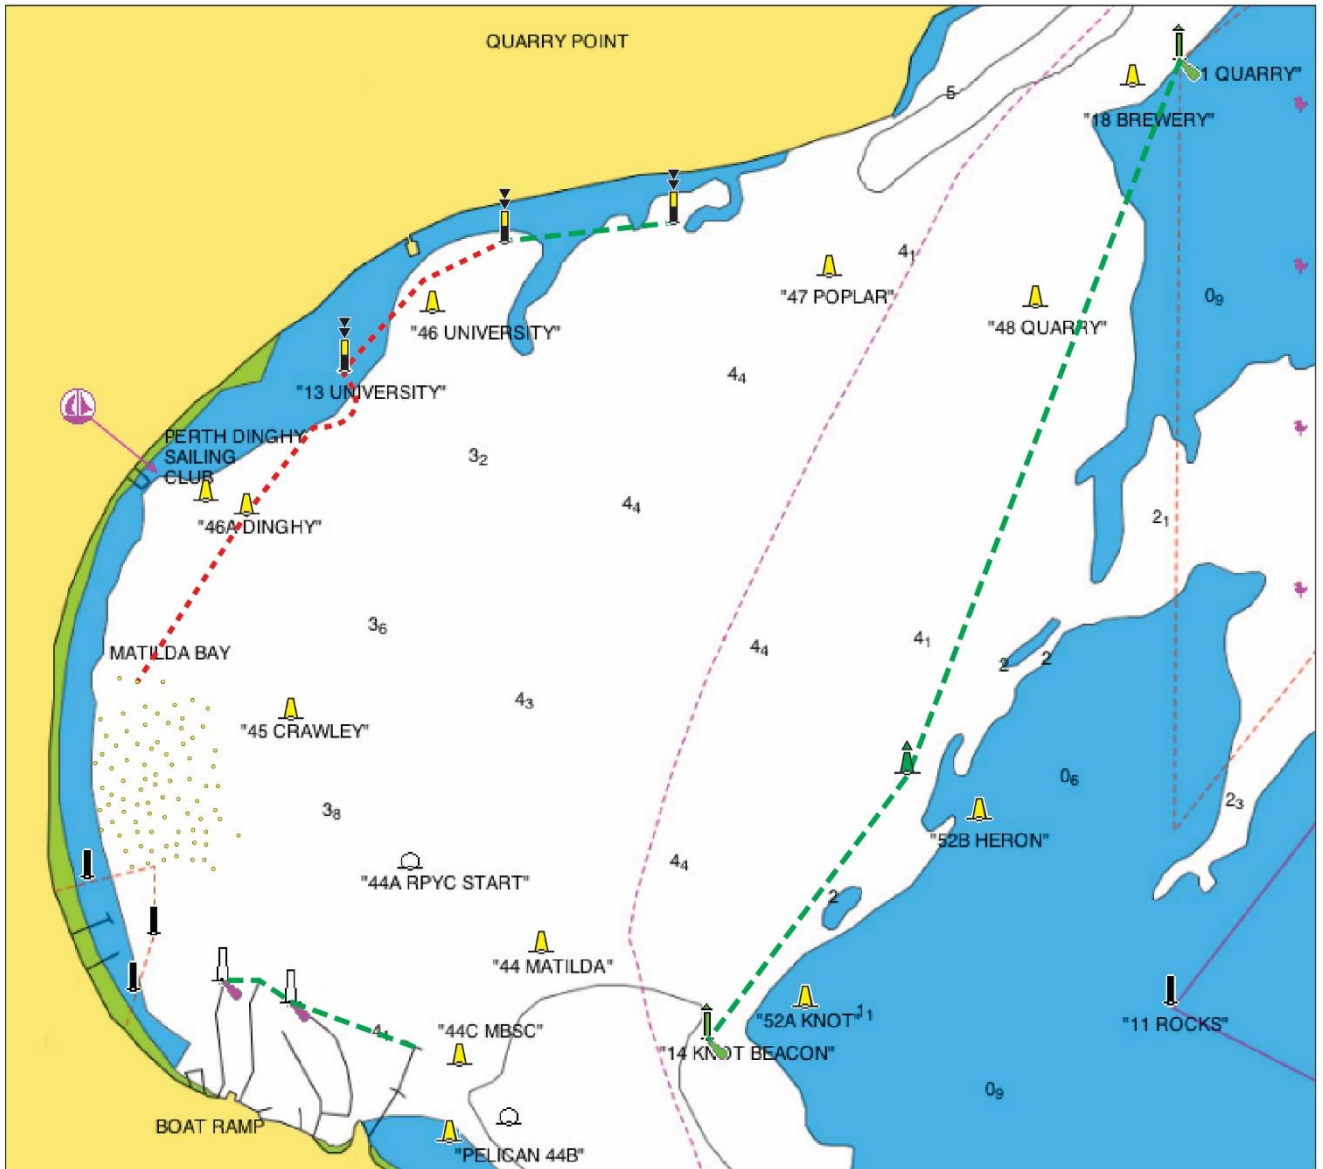 QUARRY POINT
"1 QUARRY"
5
"18 BREWERY"
4₁
"47 POPLAR"
0₉
"48 QUARRY"
"46 UNIVERSITY"
4₄
"13 UNIVERSITY"
PERTH DINGHY
SAILING
CLUB
3₂
4₄
2₁
"46A DINGHY"
3₆
4₁
4₄
2
2
MATILDA BAY
4₃
"45 CRAWLEY"
0₆
2₃
3₈
"52B HERON"
4₄
"44A RPYC START"
2
"44 MATILDA"
"52A KNOT"
1₁
"11 ROCKS"
4₁
"44C MBSC"
"14 KNOT BEACON"
0₉
BOAT RAMP
"PELICAN 44B"